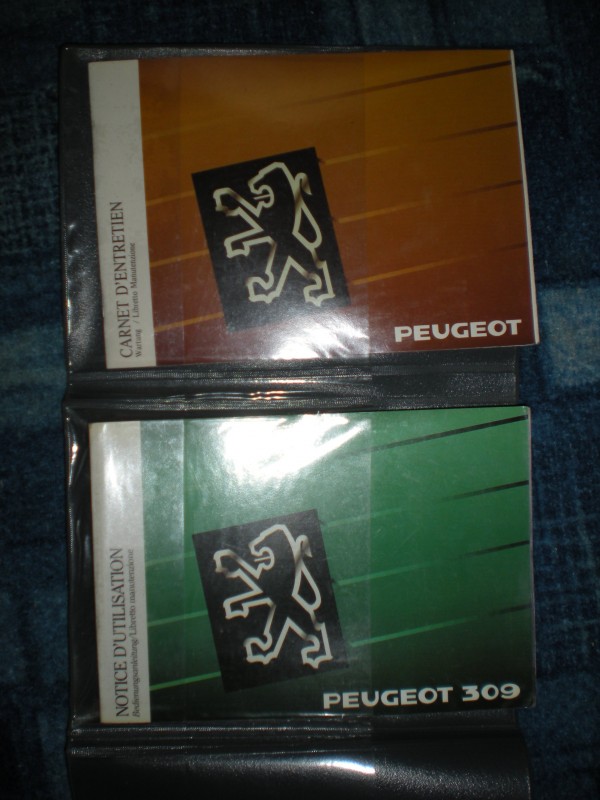 CARNET D'ENTRETIEN
Wartung / Libretto Manutenzione
PEUGEOT
NOTICE D'UTILISATION
Bedienungsanleitung/Libretto manutenzione
PEUGEOT 309